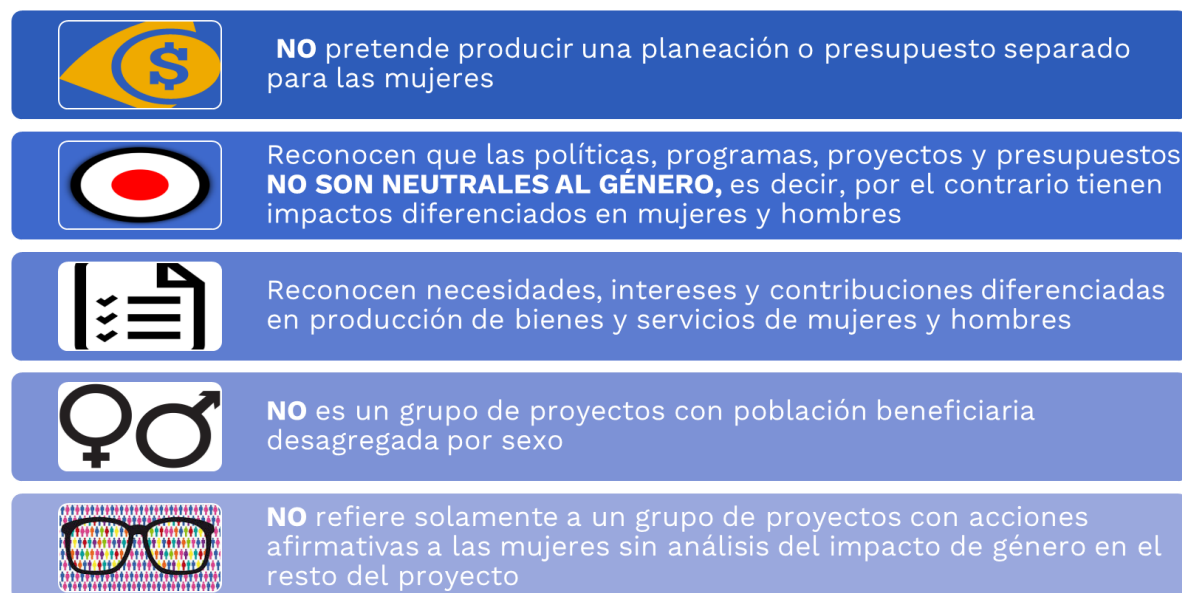 $
NO pretende producir una planeación o presupuesto separado
para las mujeres
Reconocen que las políticas, programas, proyectos y presupuestos
NO SON NEUTRALES AL GÉNERO, es decir, por el contrario tienen
impactos diferenciados en mujeres y hombres
Reconocen necesidades, intereses y contribuciones diferenciadas
en producción de bienes y servicios de mujeres y hombres
NO es un grupo de proyectos con población beneficiaria
desagregada por sexo
NO refiere solamente a un grupo de proyectos con acciones
afirmativas a las mujeres sin análisis del impacto de género en el
resto del proyecto